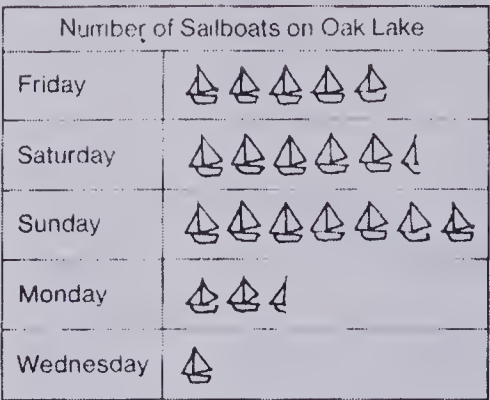 Number of Sailboats on Oak Lake
Friday
Saturday
Sunday
Monday
Wednesday